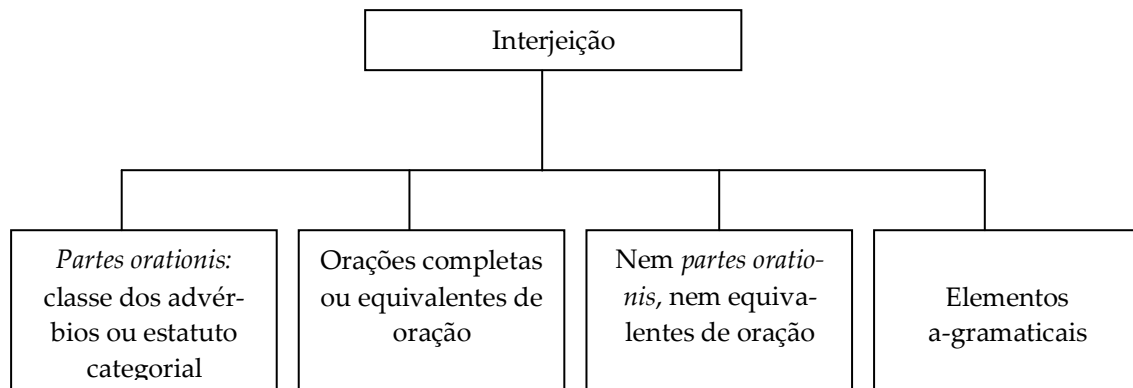 Interjeição
Partes orationis:
classe dos advér-
bios ou estatuto
categorial
Orações completas
ou equivalentes de
oração
Nem partes oratio-
nis, nem equiva-
lentes de oração
Elementos
a-gramaticais